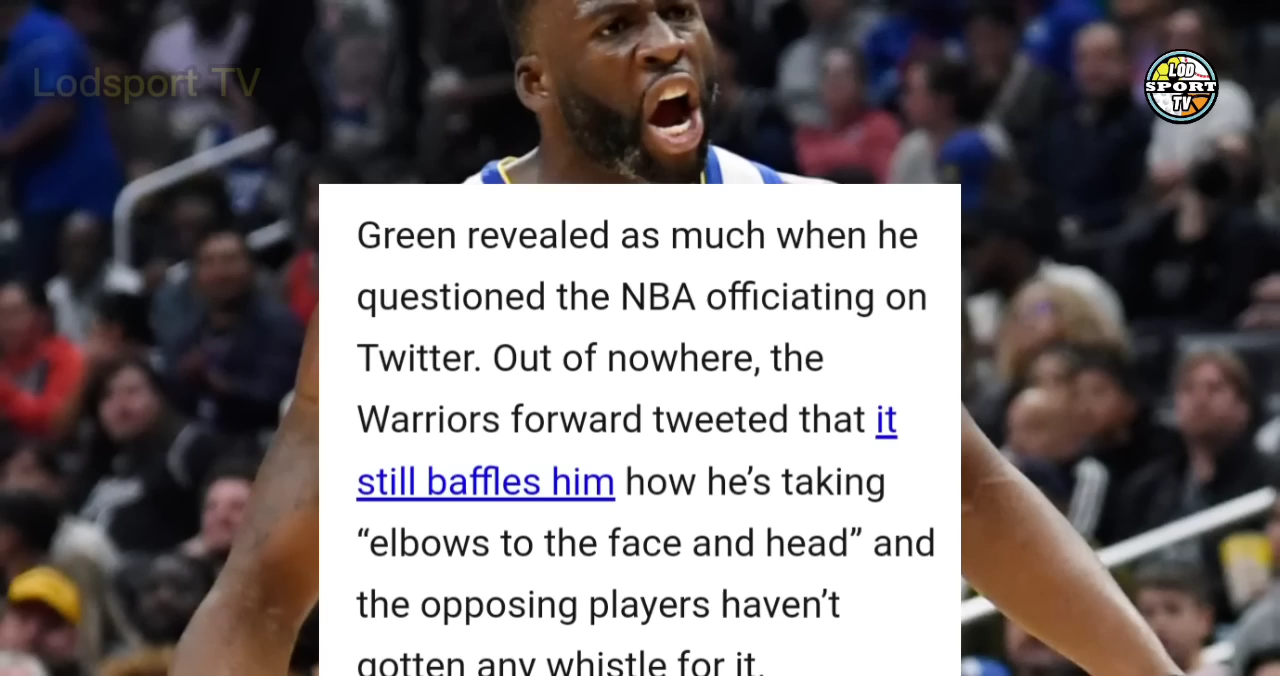 Lodsport TV
LOD
SPORT
TV
Green revealed as much when he
questioned the NBA officiating on
Twitter. Out of nowhere, the
Warriors forward tweeted that it
still baffles him how he’s taking
“elbows to the face and head” and
the opposing players haven’t
gotten any whistle for it.